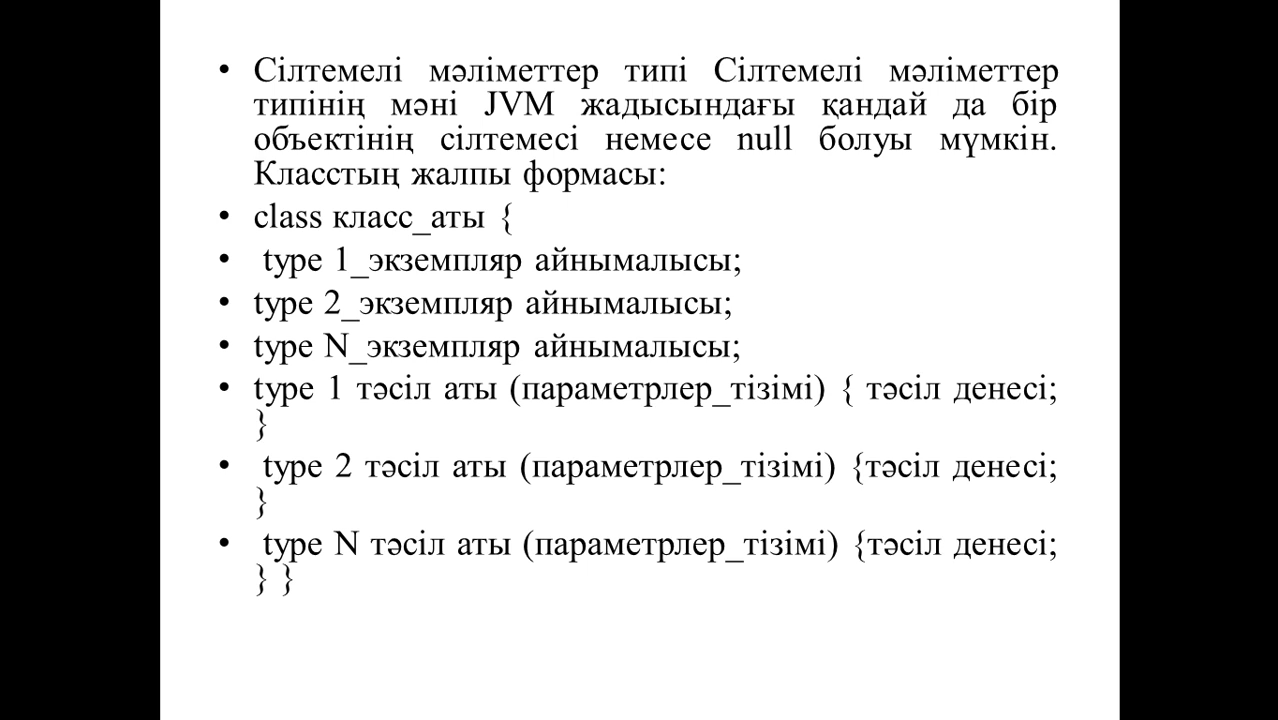 • Сілтемелі мәліметтер типі Сілтемелі мәліметтер
типінің мәні JVM жадысындағы қандай да бір
объектінің сілтемесі немесе null болуы мүмкін.
Класстың жалпы формасы:
• class класс_аты {
• type 1_экземпляр айнымалысы;
• type 2_экземпляр айнымалысы;
• type N_экземпляр айнымалысы;
• type 1 тәсіл аты (параметрлер_тізімі) { тәсіл денесі;
}
• type 2 тәсіл аты (параметрлер_тізімі) {тәсіл денесі;
}
• type N тәсіл аты (параметрлер_тізімі) {тәсіл денесі;
} }